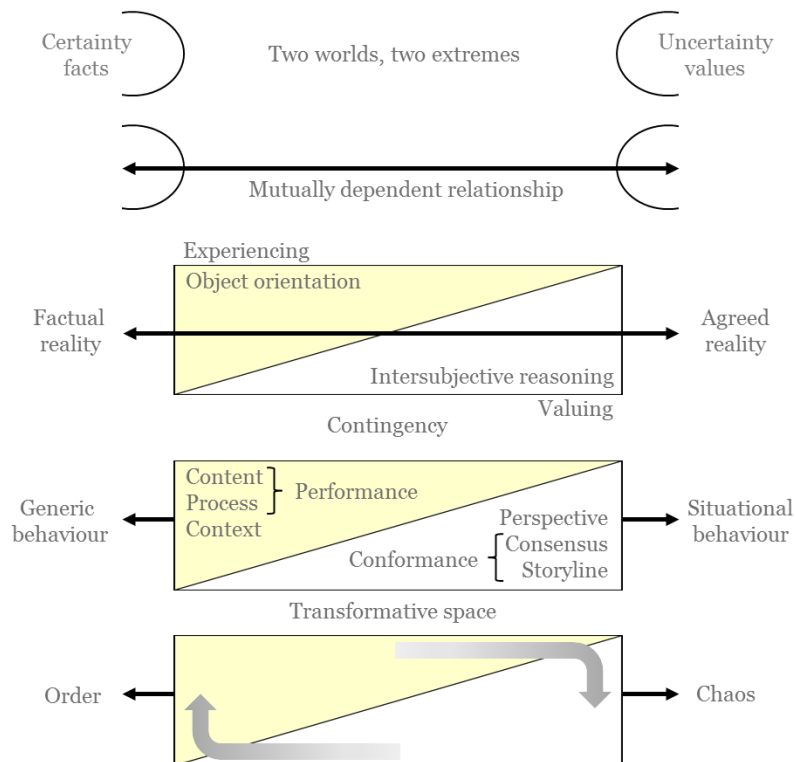 Certainty
facts
Two worlds, two extremes
Uncertainty
values
Mutually dependent relationship
Experiencing
Object orientation
Factual
reality
Agreed
reality
Intersubjective reasoning
Valuing
Contingency
Content
Process
Context
Performance
Generic
behaviour
Perspective
Consensus
Storyline
Conformance
Situational
behaviour
Transformative space
Order
Chaos